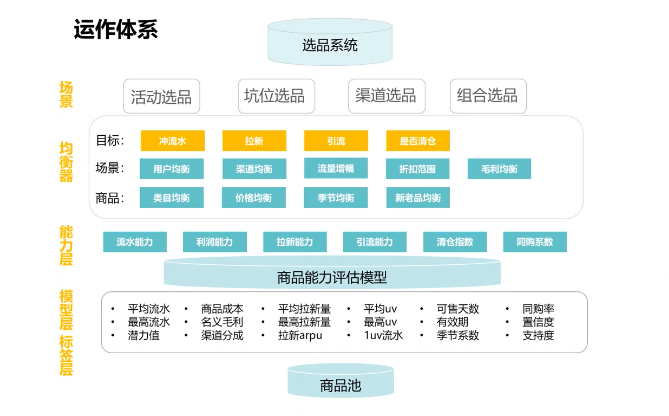 运作体系
选品系统
场景
活动选品 坑位选品 渠道选品 组合选品
均衡器
目标： 冲流水 拉新 引流 是否清仓
场景： 用户均衡 渠道均衡 流量增幅 折扣范围 毛利均衡
商品： 类目均衡 价格均衡 季节均衡 新老品均衡
能力层
流水能力 利润能力 拉新能力 引流能力 清仓指数 同购系数
商品能力评估模型
模型层
• 平均流水 • 商品成本 • 平均拉新量 • 平均uv • 可售天数 • 同购率
• 最高流水 • 名义毛利 • 最高拉新量 • 最高uv • 有效期 • 置信度
• 潜力值 • 渠道分成 • 拉新arpu • 1uv流水 • 季节系数 • 支持度
标签层
商品池